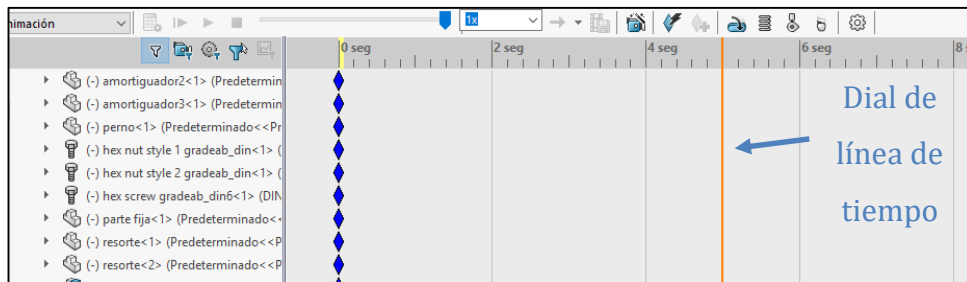 nimación 1x
0 seg 2 seg 4 seg 6 seg 8 s
(-) amortiguador2<1> (Predetermin
(-) amortiguador3<1> (Predetermin
(-) perno<1> (Predeterminado<<Pr
(-) hex nut style 1 gradeab_din<1> (
(-) hex nut style 2 gradeab_din<1> (
(-) hex screw gradeab_din6<1> (DIN
(-) parte fija<1> (Predeterminado<<
(-) resorte<1> (Predeterminado<<P
(-) resorte<2> (Predeterminado<<P
Dial de
línea de
tiempo